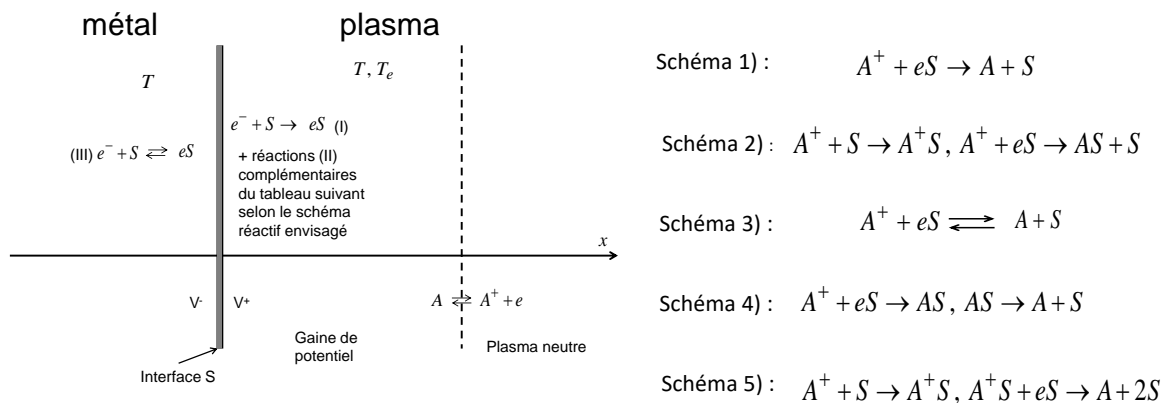 métal
plasma
T
T, T_e
e⁻ + S → eS (I)
(III) e⁻ + S ⇄ eS
+ réactions (II)
complémentaires
du tableau suivant
selon le schéma
réactif envisagé
x
V-
V+
A ⇄ A⁺ + e
Gaine de
potentiel
Plasma neutre
Interface S
Schéma 1) : A⁺ + eS → A + S
Schéma 2) : A⁺ + S → A⁺S, A⁺ + eS → AS + S
Schéma 3) : A⁺ + eS ⇄ A + S
Schéma 4) : A⁺ + eS → AS, AS → A + S
Schéma 5) : A⁺ + S → A⁺S, A⁺S + eS → A + 2S